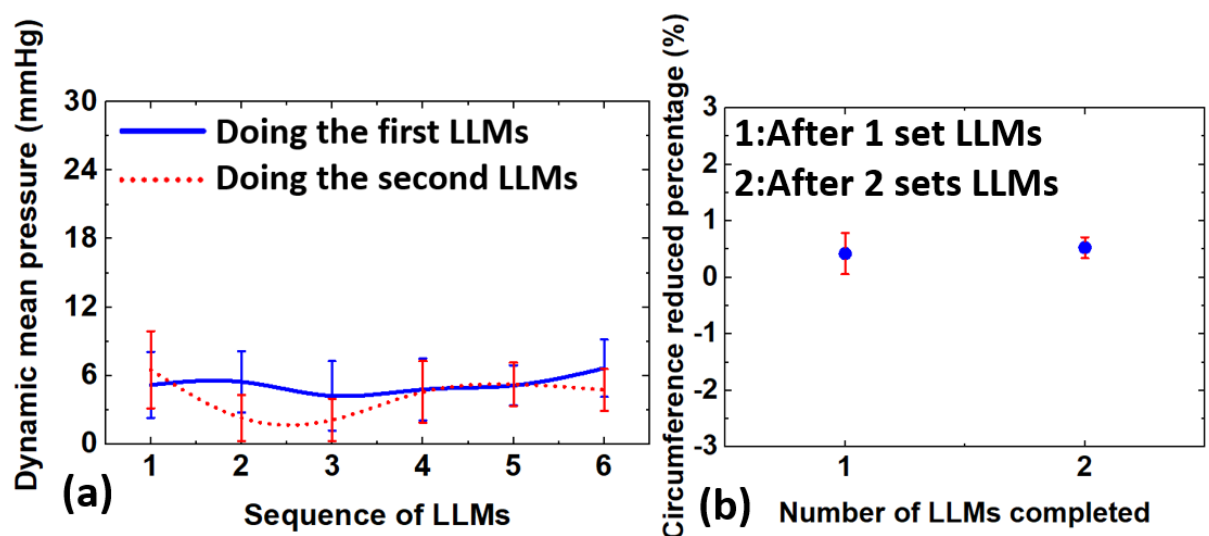 Dynamic mean pressure (mmHg)
30
24
18
12
6
0
Doing the first LLMs
Doing the second LLMs
1 2 3 4 5 6
Sequence of LLMs
(a)
Circumference reduced percentage (%)
3
2
1
0
-1
-2
-3
1:After 1 set LLMs
2:After 2 sets LLMs
1 2
Number of LLMs completed
(b)